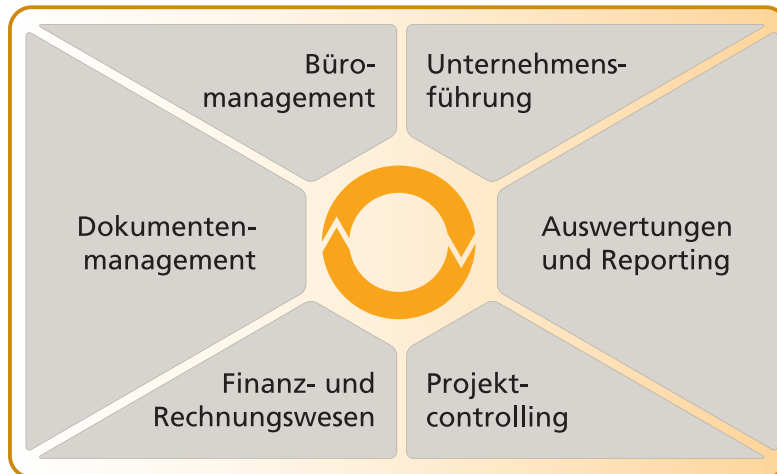 Büro-
management
Unternehmens-
führung
Dokumenten-
management
Auswertungen
und Reporting
Finanz- und
Rechnungswesen
Projekt-
controlling